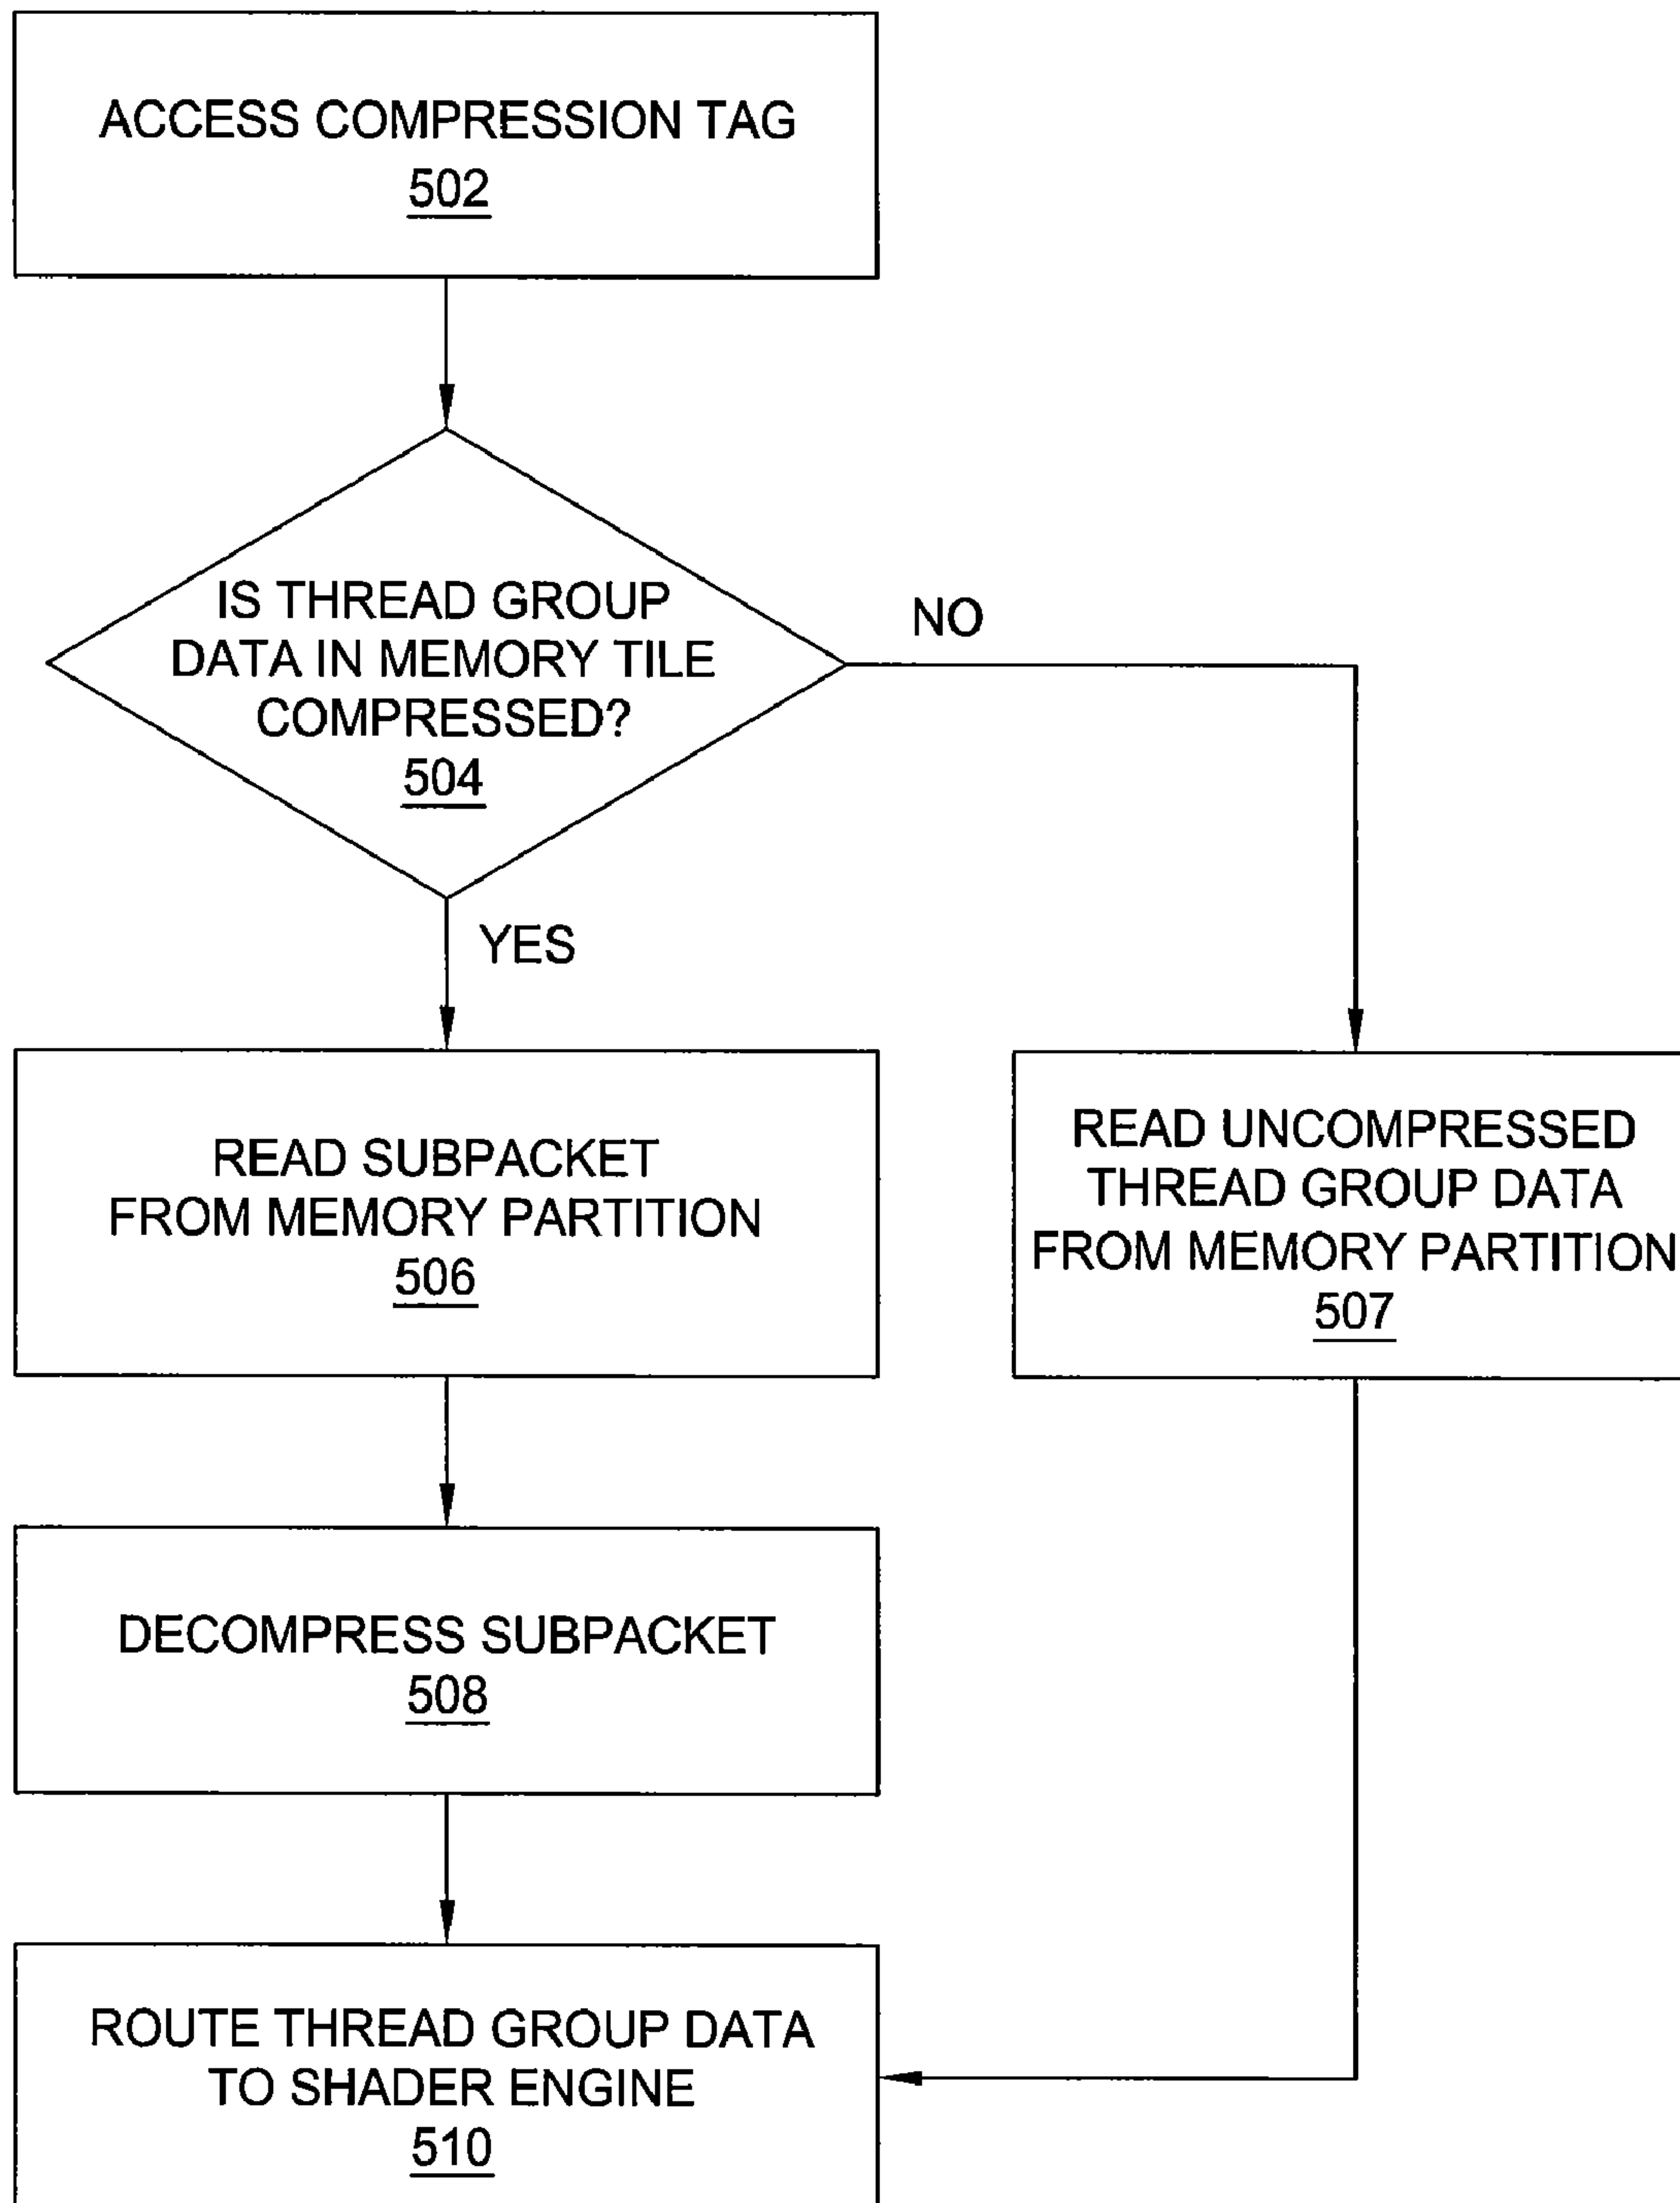 ACCESS COMPRESSION TAG
502
IS THREAD GROUP
DATA IN MEMORY TILE
COMPRESSED?
504
NO
YES
READ SUBPACKET
FROM MEMORY PARTITION
506
READ UNCOMPRESSED
THREAD GROUP DATA
FROM MEMORY PARTITION
507
DECOMPRESS SUBPACKET
508
ROUTE THREAD GROUP DATA
TO SHADER ENGINE
510